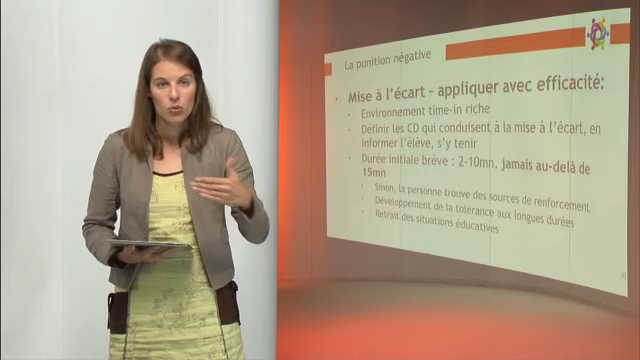 La punition négative
• Mise à l'écart - appliquer avec efficacité:
- Environnement time-in riche
- Définir les CD qui conduisent à la mise à l'écart, en
informer l'élève, s'y tenir
- Durée initiale brève : 2-10mn, jamais au-delà de
15mn
• Sinon, la personne trouve des sources de renforcement
• Développement de la tolérance aux longues durées
• Retrait des situations éducatives